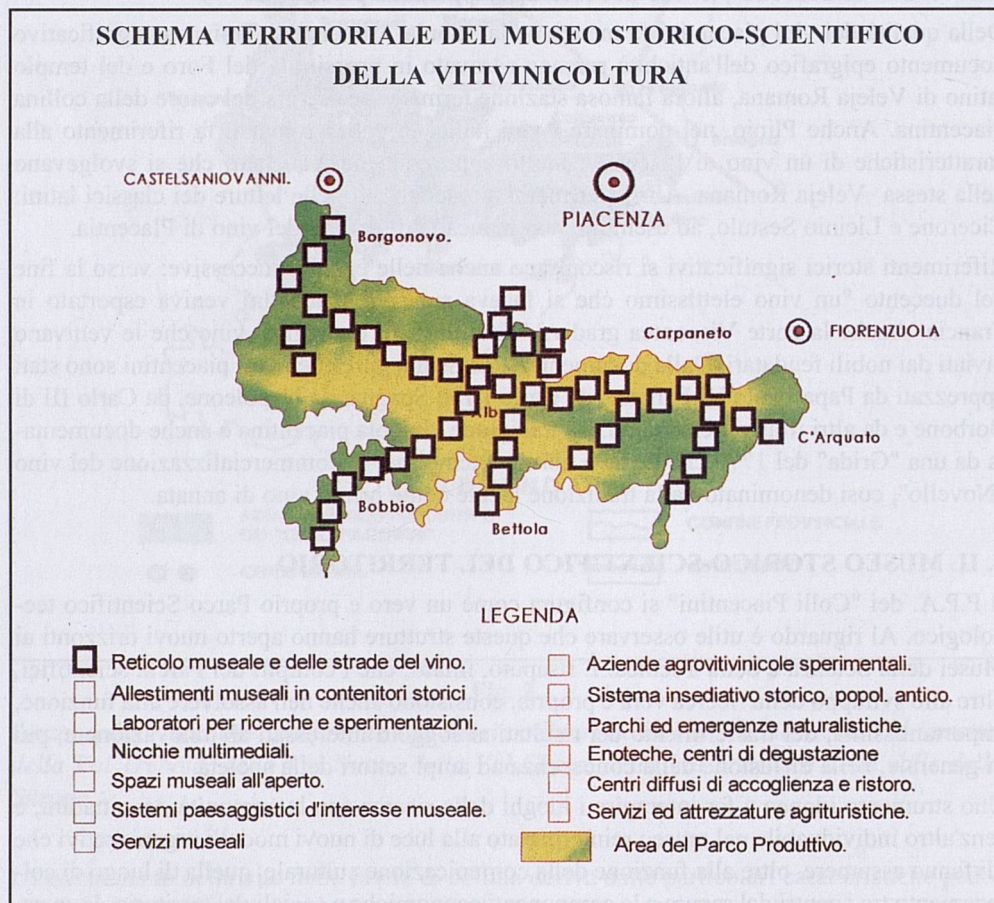 SCHEMA TERRITORIALE DEL MUSEO STORICO-SCIENTIFICO
DELLA VITIVINICOLTURA
CASTELSANIOVANNI.
PIACENZA
Borgonovo.
Carpaneto
FIORENZUOLA
Alb
C'Arquato
Bobbio
Bettola
LEGENDA
Reticolo museale e delle strade del vino.
Allestimenti museali in contenitori storici
Laboratori per ricerche e sperimentazioni.
Nicchie multimediali.
Spazi museali all'aperto.
Sistemi paesaggistici d'interesse museale.
Servizi museali
Aziende agrovitivinicole sperimentali.
Sistema insediativo storico, popol. antico.
Parchi ed emergenze naturalistiche.
Enoteche, centri di degustazione
Centri diffusi di accoglienza e ristoro.
Servizi ed attrezzature agrituristiche.
Area del Parco Produttivo.